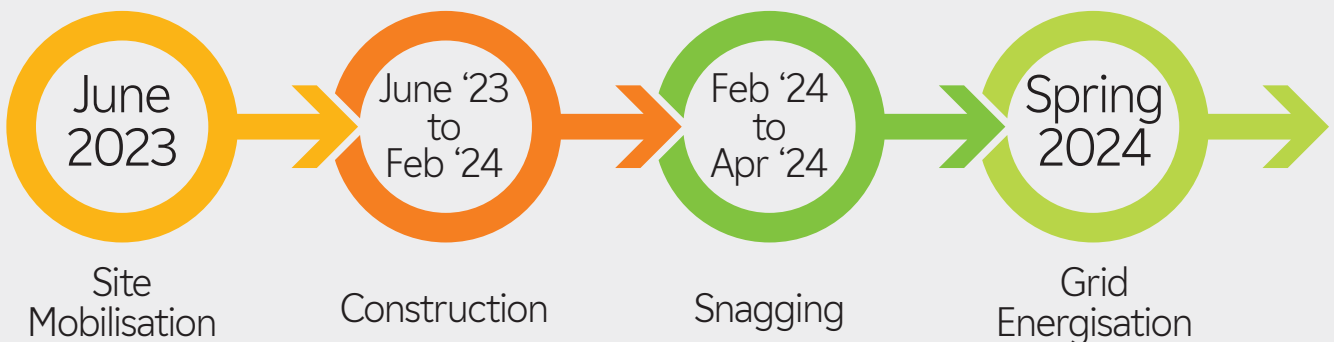 June
2023
June ‘23
to
Feb ‘24
Feb ‘24
to
Apr ‘24
Spring
2024
Site
Mobilisation
Construction
Snagging
Grid
Energisation